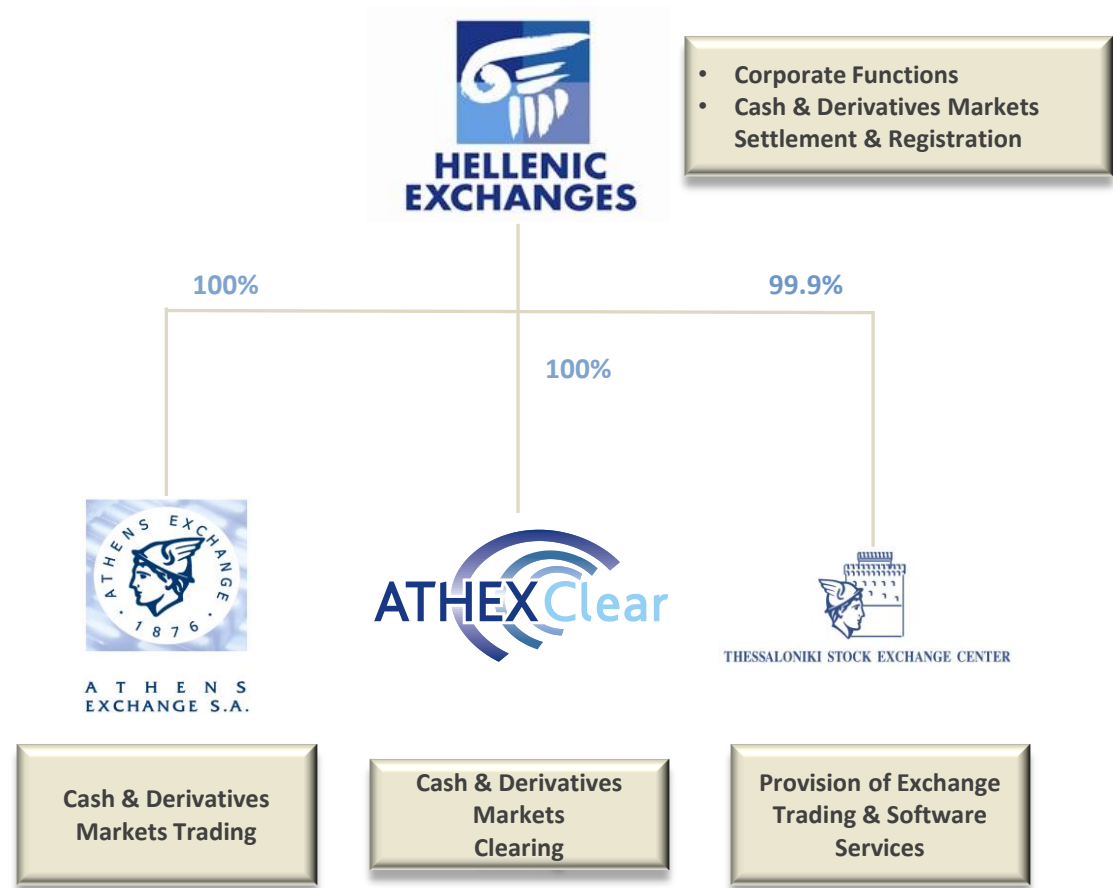 HELLENIC
EXCHANGES
• Corporate Functions
• Cash & Derivatives Markets
Settlement & Registration
100%
99.9%
100%
ATHENS EXCHANGE
· 1876 ·
ATHENS
EXCHANGE S.A.
ATHEXClear
THESSALONIKI STOCK EXCHANGE CENTER
Cash & Derivatives
Markets Trading
Cash & Derivatives
Markets
Clearing
Provision of Exchange
Trading & Software
Services